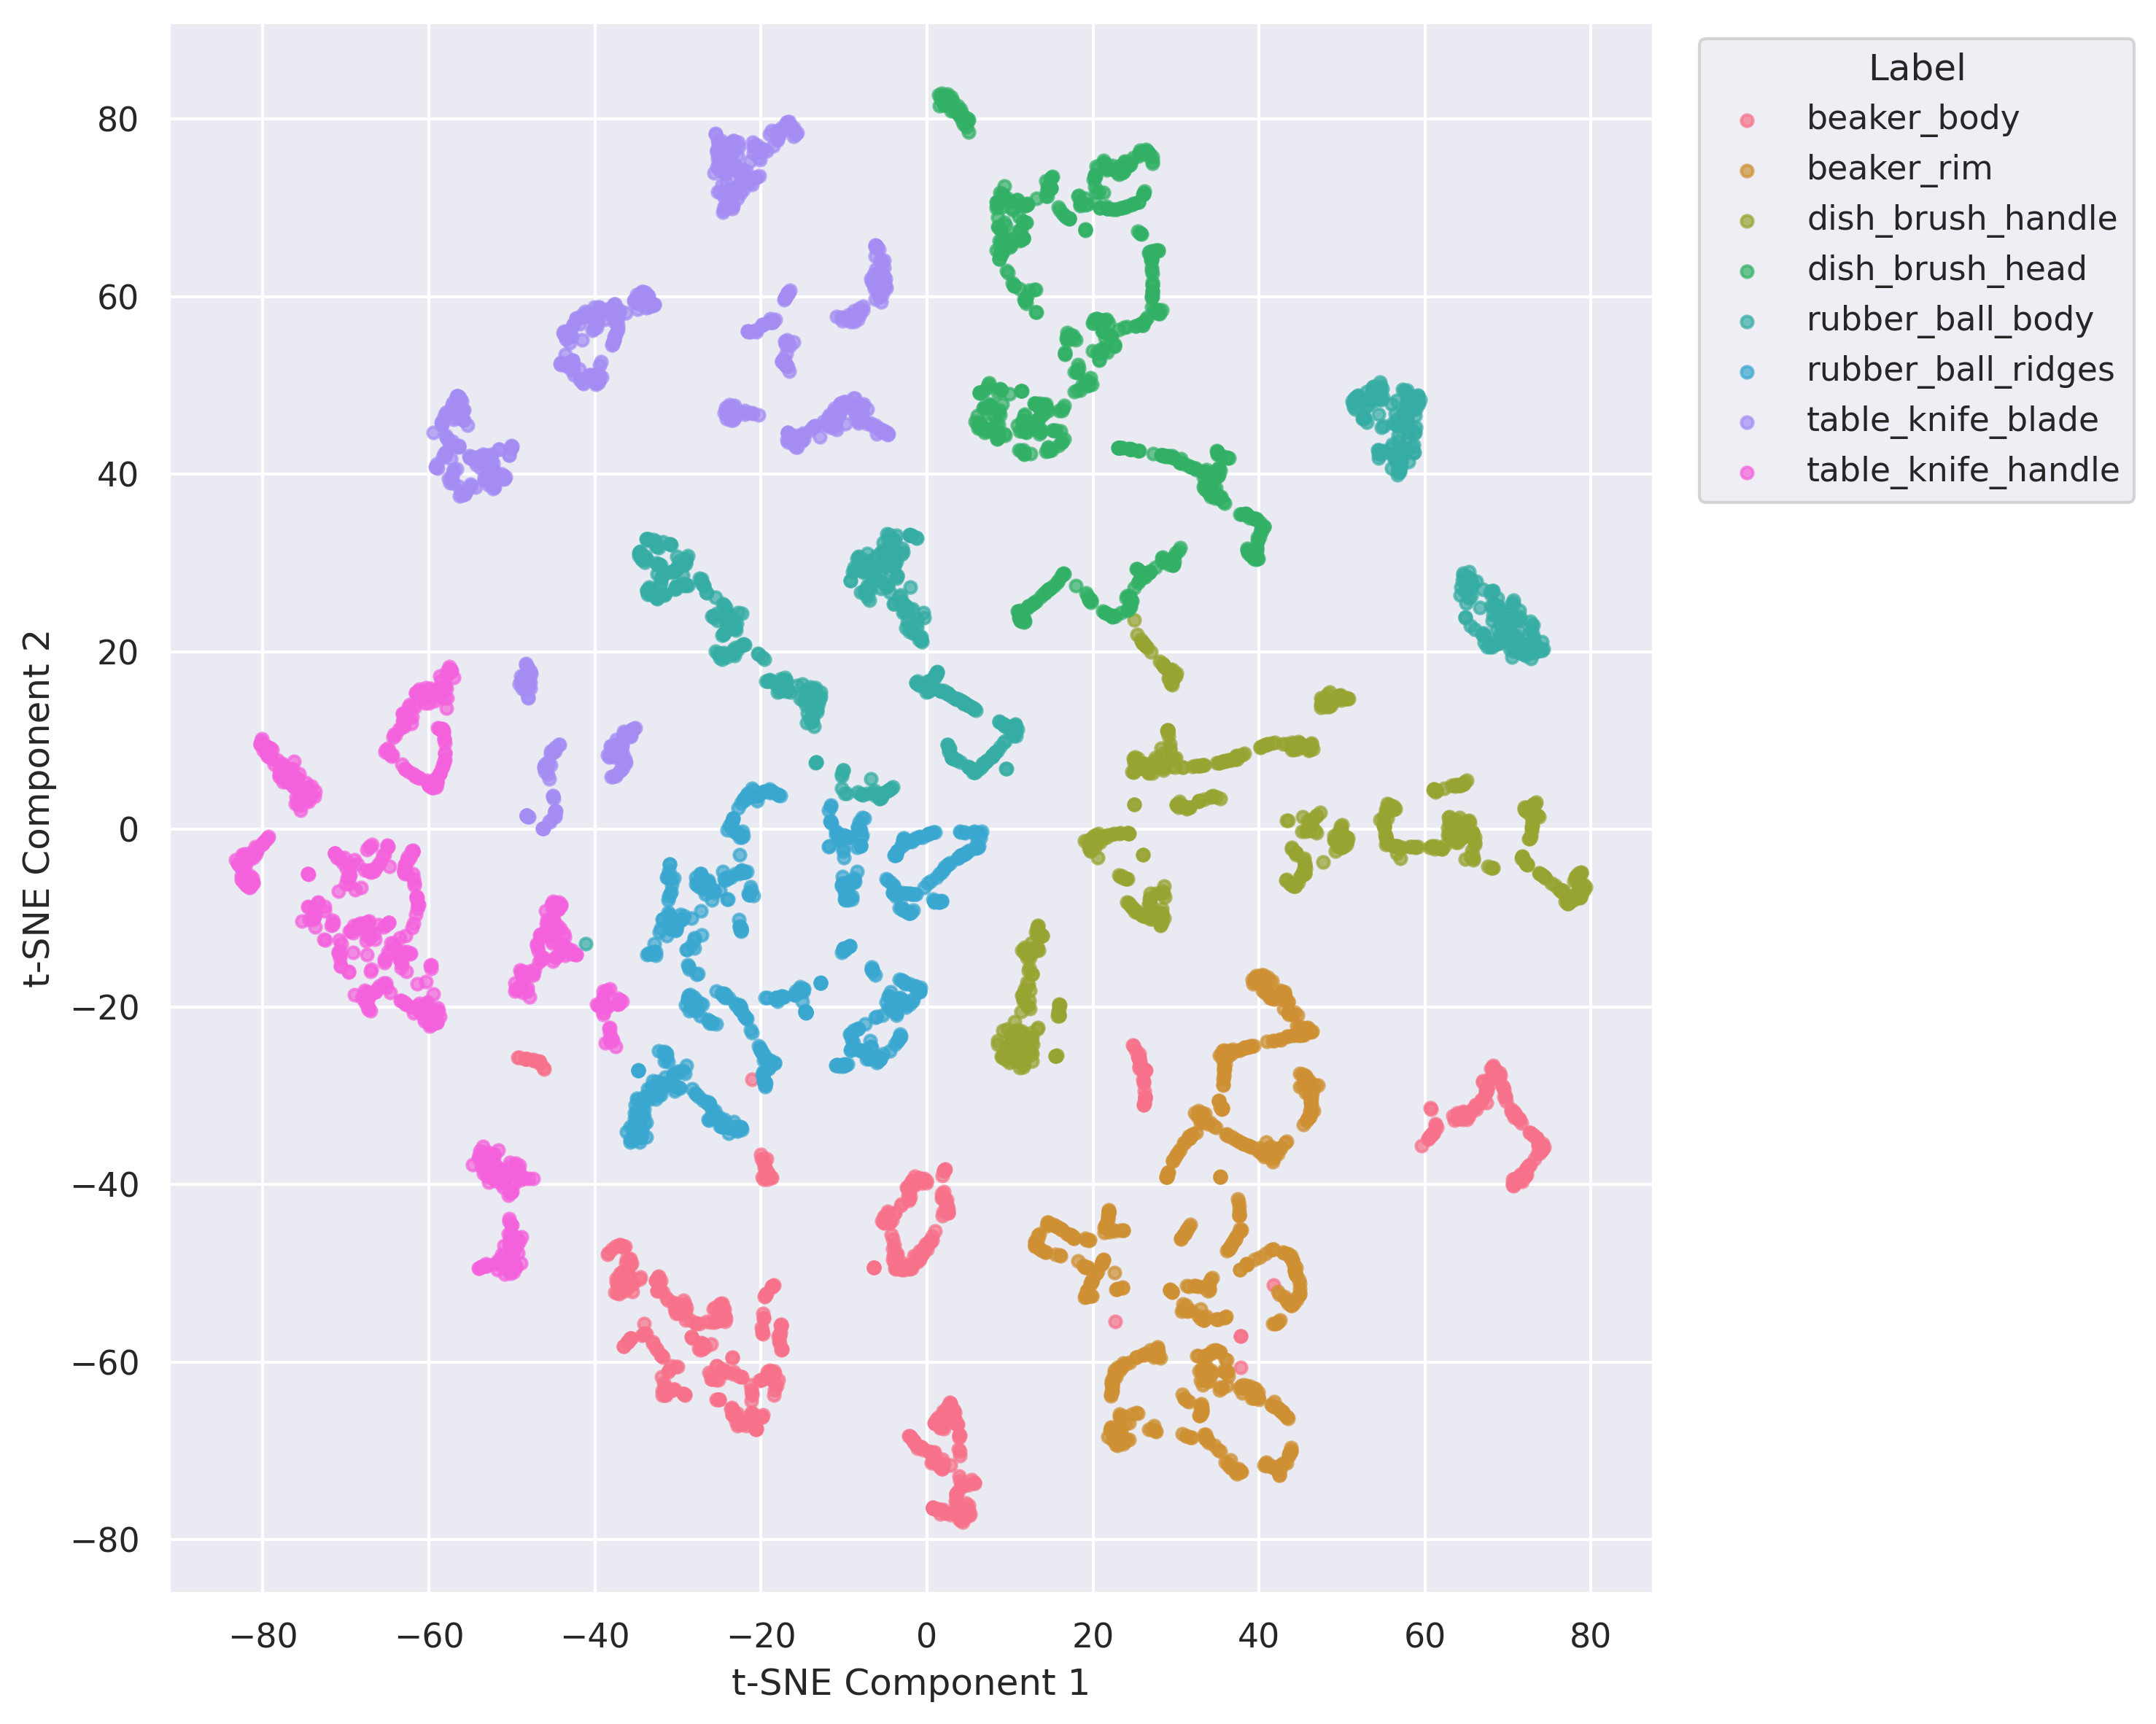 Label
beaker_body
beaker_rim
dish_brush_handle
dish_brush_head
rubber_ball_body
rubber_ball_ridges
table_knife_blade
table_knife_handle
80
60
40
20
0
−20
−40
−60
−80
t-SNE Component 2
−80 −60 −40 −20 0 20 40 60 80
t-SNE Component 1